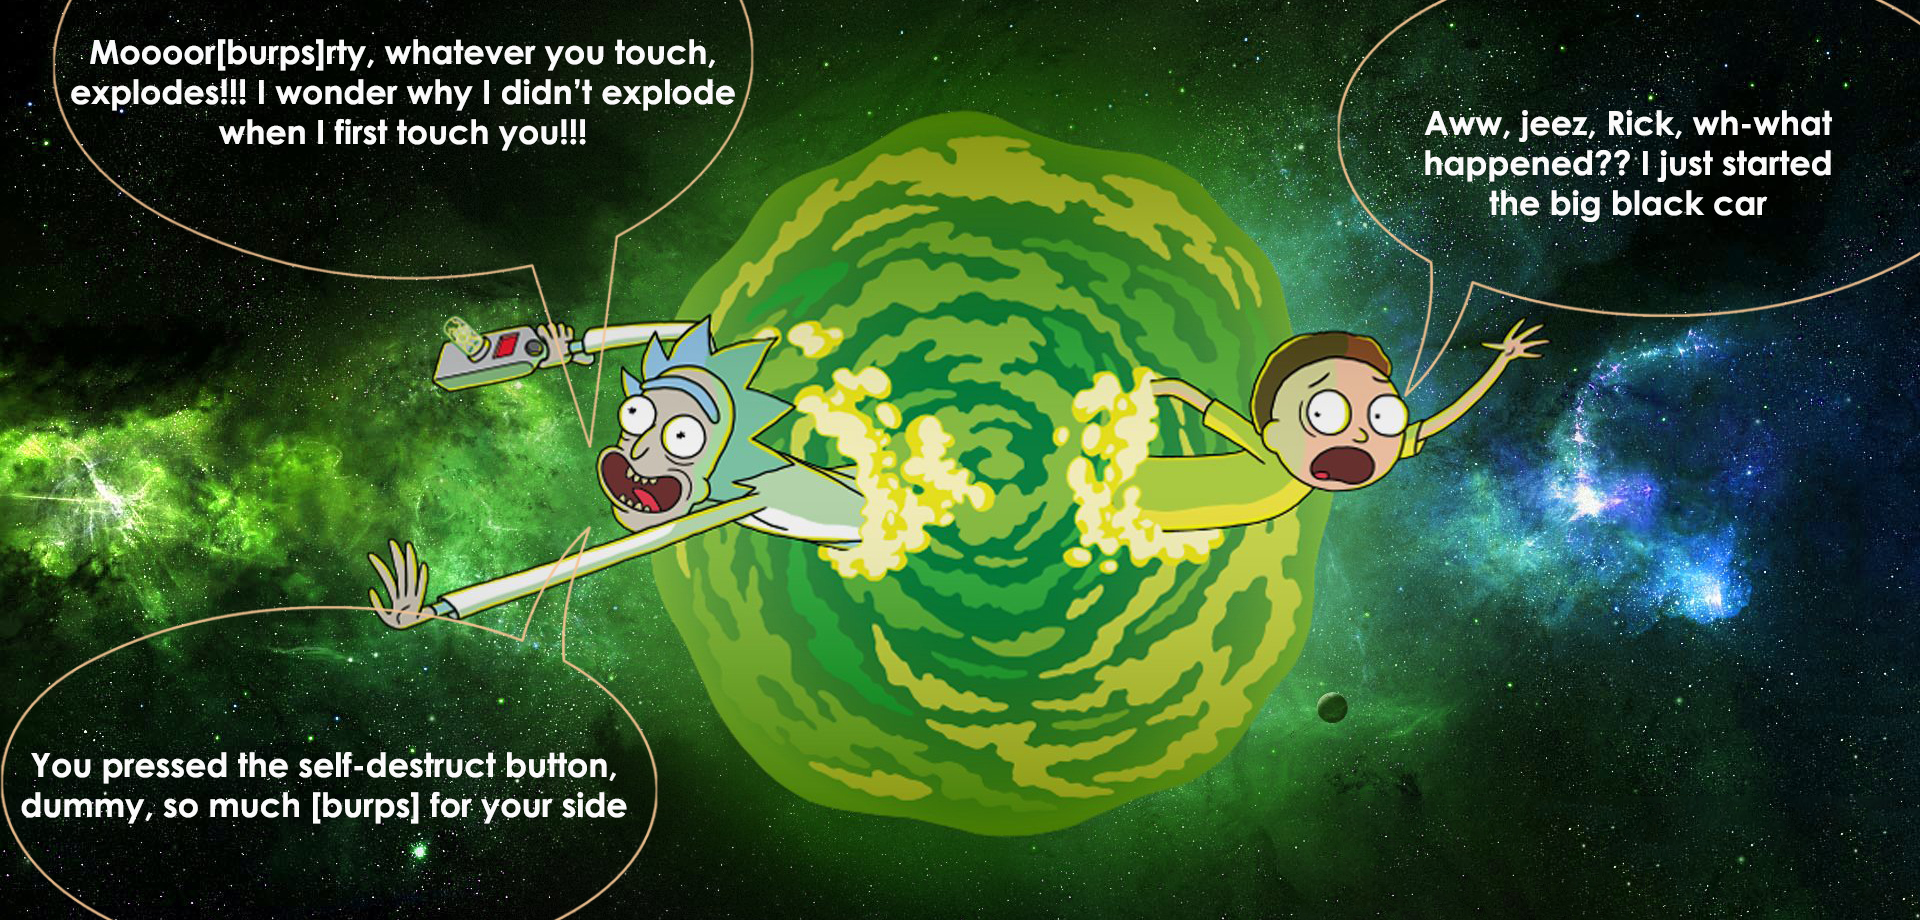 Moooor[burps]rty, whatever you touch,
explodes!!! I wonder why I didn't explode
when I first touch you!!!
Aww, jeez, Rick, wh-what
happened?? I just started
the big black car
You pressed the self-destruct button,
dummy, so much [burps] for your side